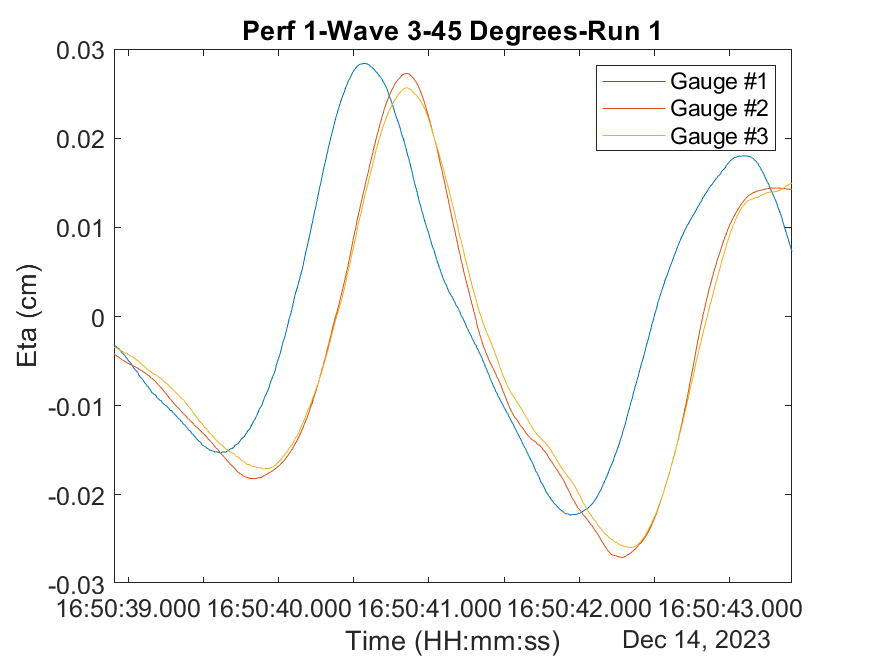 Perf 1-Wave 3-45 Degrees-Run 1
Gauge #1
Gauge #2
Gauge #3
0.03
0.02
0.01
0
-0.01
-0.02
-0.03
Eta (cm)
16:50:39.000 16:50:40.000 16:50:41.000 16:50:42.000 16:50:43.000
Time (HH:mm:ss)
Dec 14, 2023